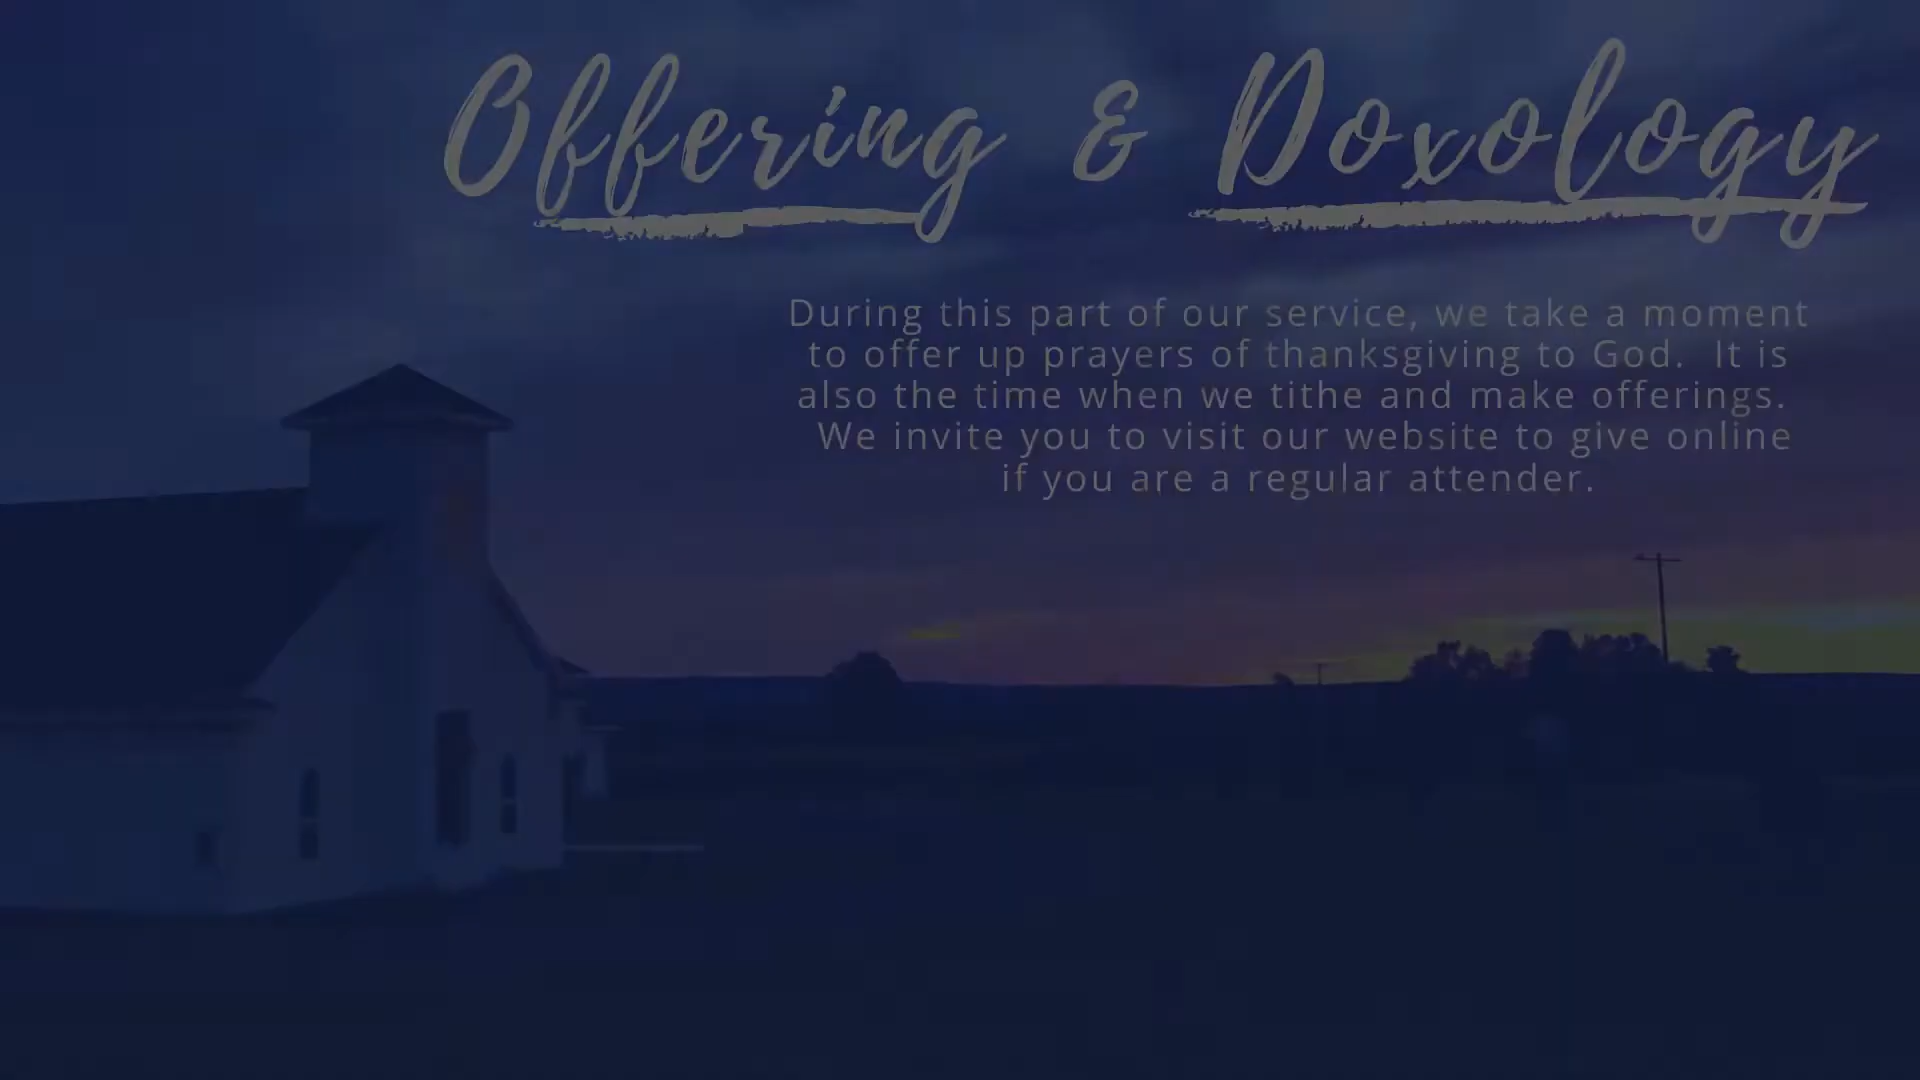 Offering & Doxology
During this part of our service, we take a moment
to offer up prayers of thanksgiving to God.  It is
also the time when we tithe and make offerings.
We invite you to visit our website to give online
if you are a regular attender.